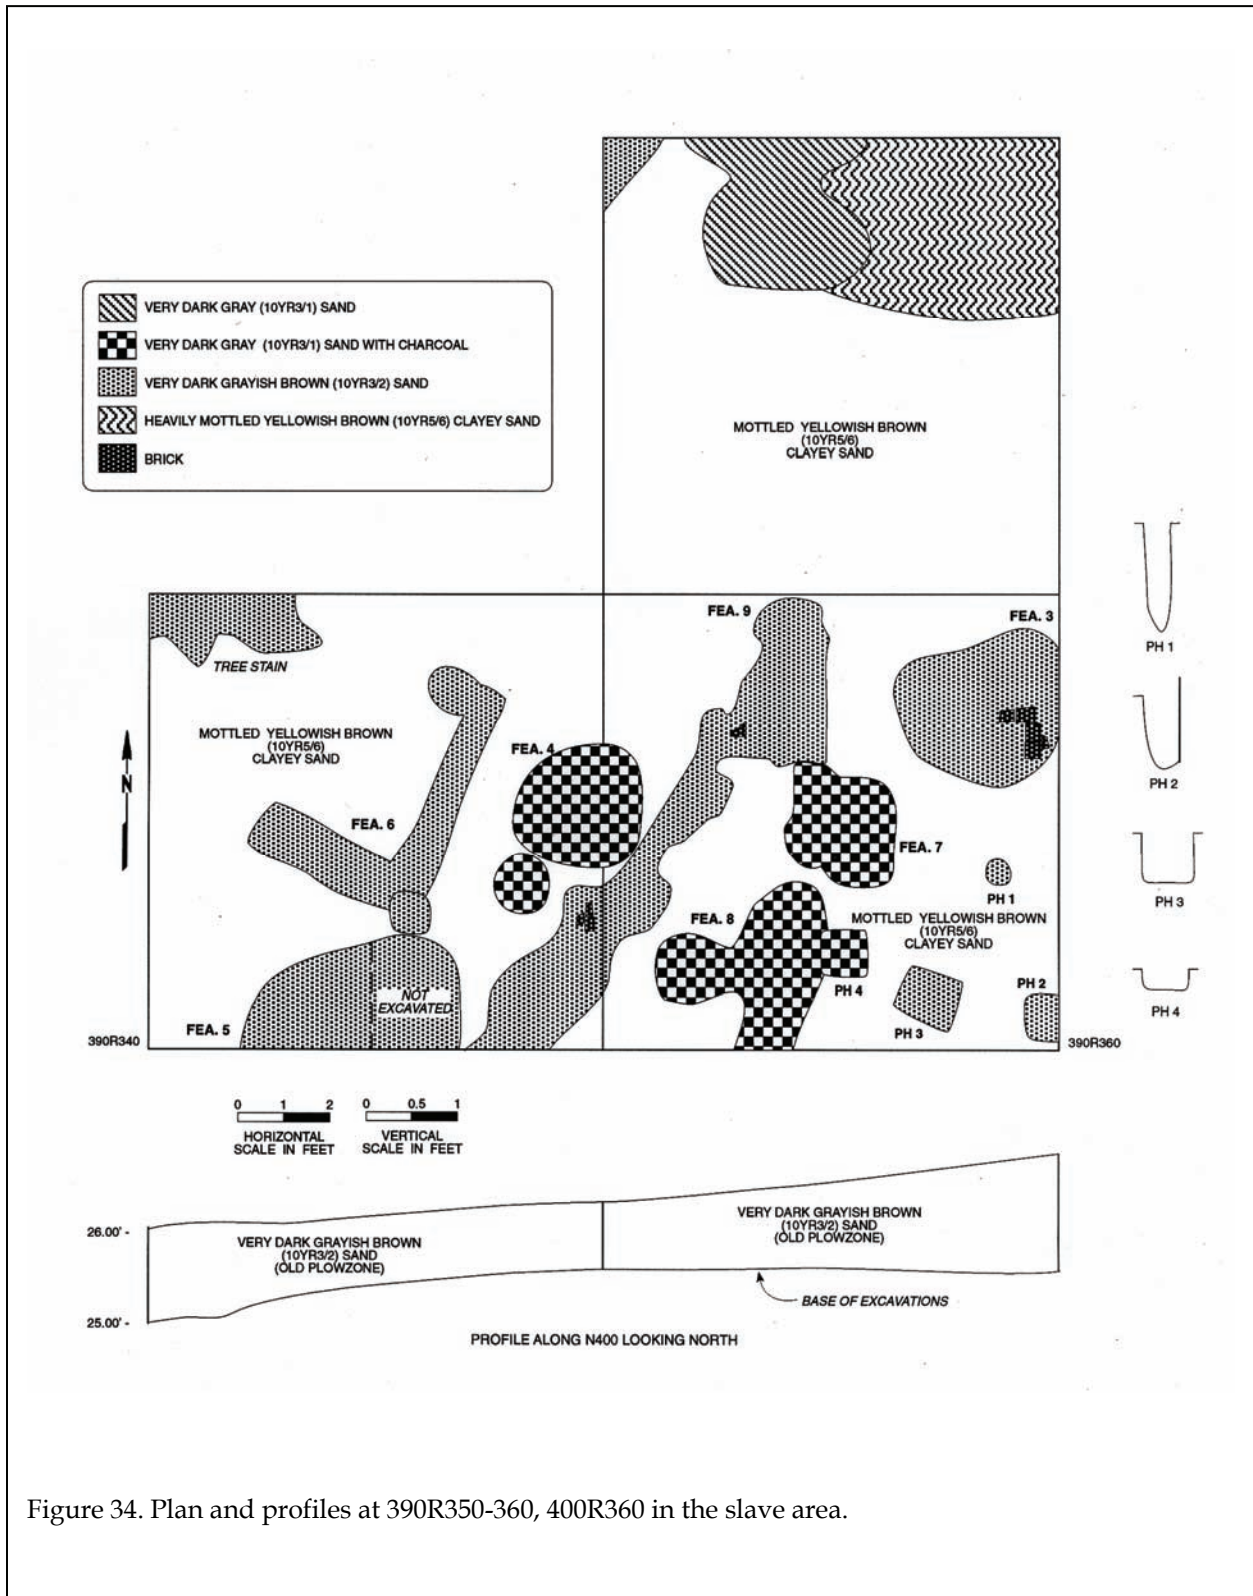 VERY DARK GRAY (10YR3/1) SAND
VERY DARK GRAY (10YR3/1) SAND WITH CHARCOAL
VERY DARK GRAYISH BROWN (10YR3/2) SAND
HEAVILY MOTTLED YELLOWISH BROWN (10YR5/6) CLAYEY SAND
BRICK
MOTTLED YELLOWISH BROWN
(10YR5/6)
CLAYEY SAND
PH 1
PH 2
PH 3
PH 4
N
TREE STAIN
MOTTLED YELLOWISH BROWN
(10YR5/6)
CLAYEY SAND
FEA. 9
FEA. 3
FEA. 4
FEA. 6
FEA. 7
PH 1
FEA. 8
MOTTLED YELLOWISH BROWN
(10YR5/6)
CLAYEY SAND
PH 4
PH 2
NOT
EXCAVATED
FEA. 5
PH 3
390R340
390R360
0 1 2
HORIZONTAL
SCALE IN FEET
0 0.5 1
VERTICAL
SCALE IN FEET
26.00' -
VERY DARK GRAYISH BROWN
(10YR3/2) SAND
(OLD PLOWZONE)
VERY DARK GRAYISH BROWN
(10YR3/2) SAND
(OLD PLOWZONE)
BASE OF EXCAVATIONS
25.00' -
PROFILE ALONG N400 LOOKING NORTH
Figure 34. Plan and profiles at 390R350-360, 400R360 in the slave area.